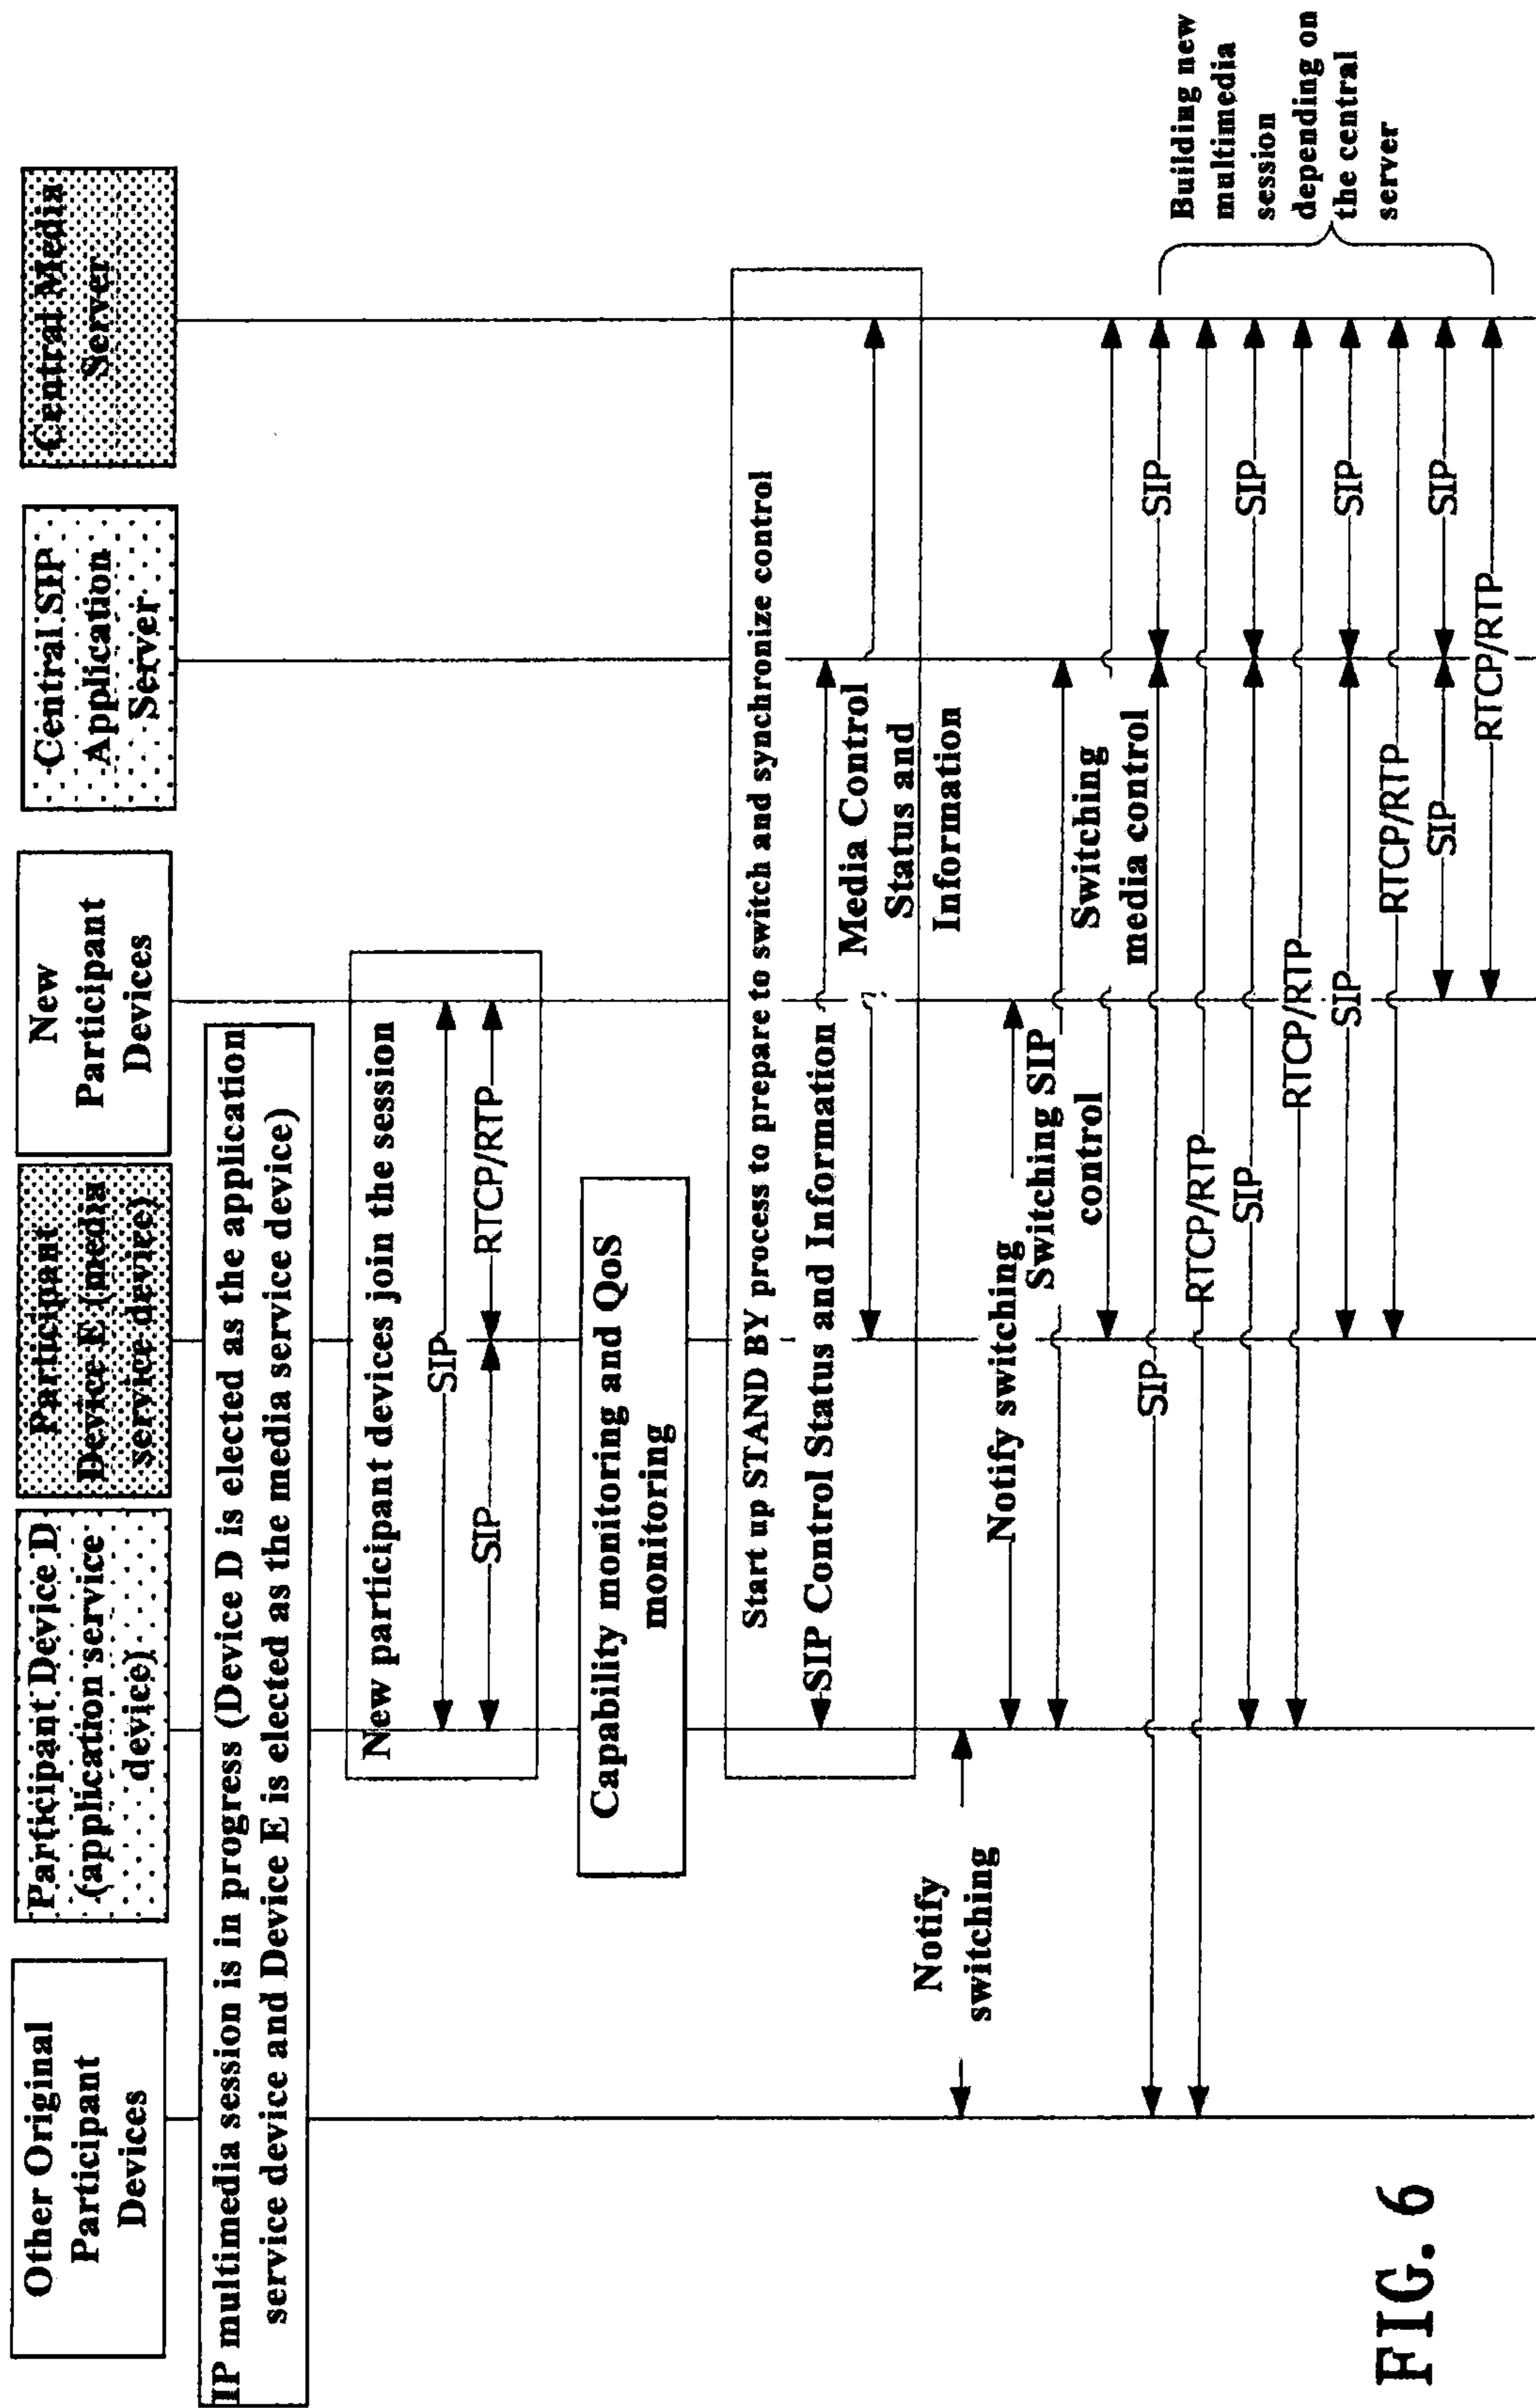 Other Original
Participant
Devices
Participant Device D
(application service
device)
Participant
Device E (media
service device)
New
Participant
Devices
Central SIP
Application
Server
Central Media
Server
IP multimedia session is in progress (Device D is elected as the application
service device and Device E is elected as the media service device)
New participant devices join the session
SIP
SIP
RTCP/RTP
Capability monitoring and QoS
monitoring
Start up STAND BY process to prepare to switch and synchronize control
SIP Control Status and Information
Media Control
Status and
Information
Notify
switching
Notify switching
Switching SIP
control
Switching
media control
SIP
SIP
RTCP/RTP
SIP
SIP
RTCP/RTP
SIP
SIP
RTCP/RTP
SIP
SIP
RTCP/RTP
Building new
multimedia
session
depending on
the central
server
FIG. 6